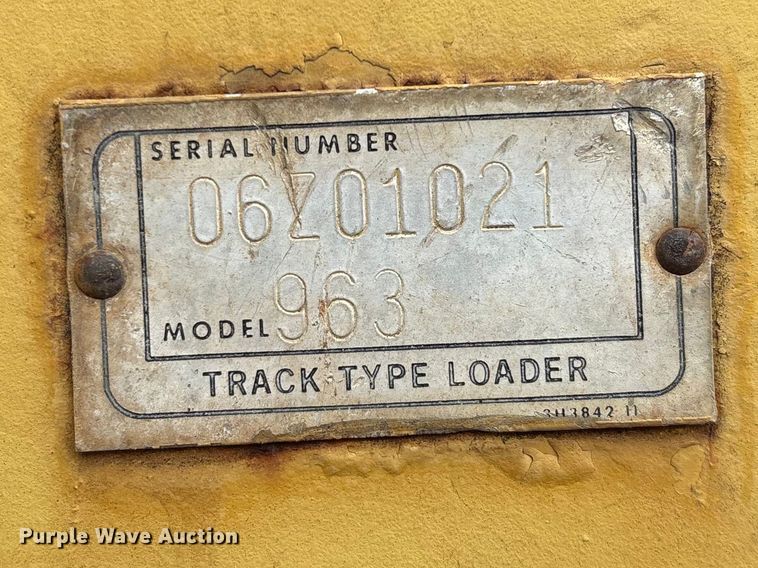 SERIAL NUMBER
06Z01021
MODEL 963
TRACK-TYPE LOADER
3H3842 11
Purple Wave Auction